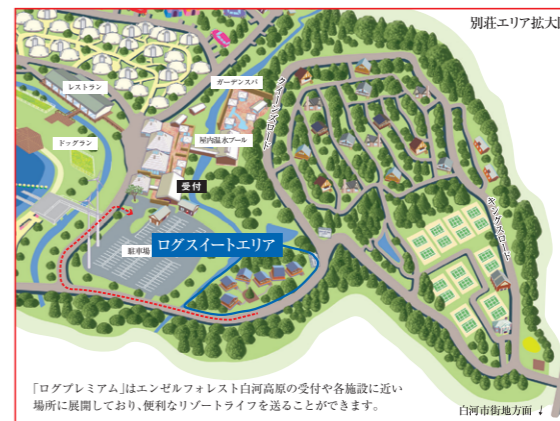 別荘エリア拡大
レストラン
ガーデンスパ
クイーンズロード
ドッグラン
屋内温水プール
受付
キングスロード
駐車場
ログスイートエリア
「ログプレミアム」はエンゼルフォレスト白河高原の受付や各施設に近い
場所に展開しており、便利なリゾートライフを送ることができます。
白河市街地方面 ↓